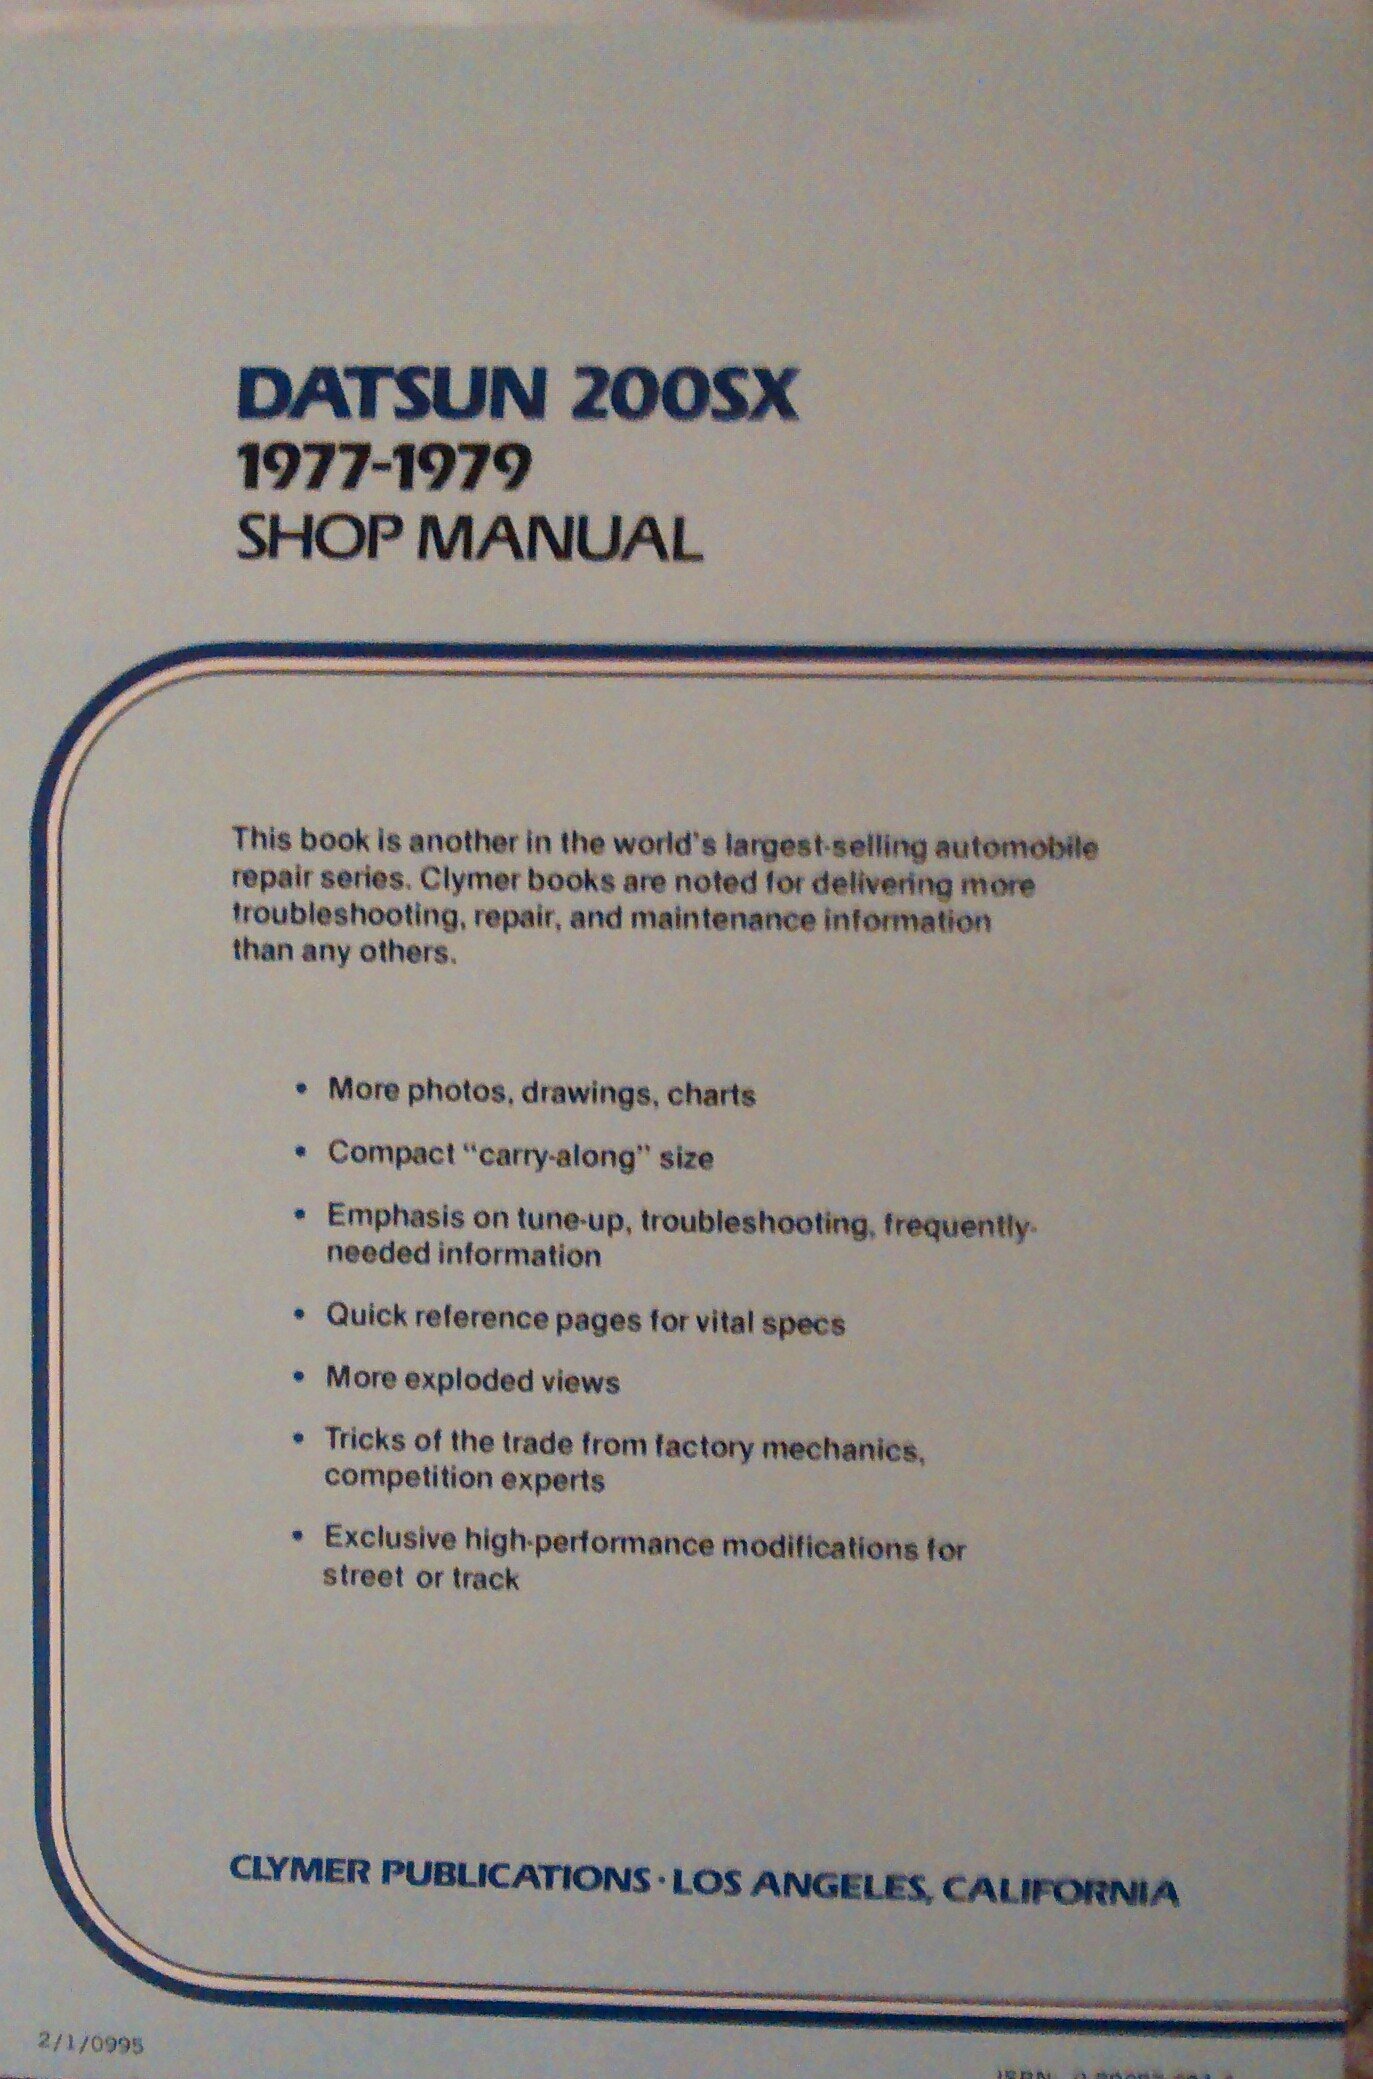 DATSUN 200SX
1977-1979
SHOP MANUAL
This book is another in the world's largest-selling automobile
repair series. Clymer books are noted for delivering more
troubleshooting, repair, and maintenance information
than any others.
• More photos, drawings, charts
• Compact “carry-along” size
• Emphasis on tune-up, troubleshooting, frequently-
needed information
• Quick reference pages for vital specs
• More exploded views
• Tricks of the trade from factory mechanics,
competition experts
• Exclusive high-performance modifications for
street or track
CLYMER PUBLICATIONS · LOS ANGELES, CALIFORNIA
2/1/0995
ISBN: